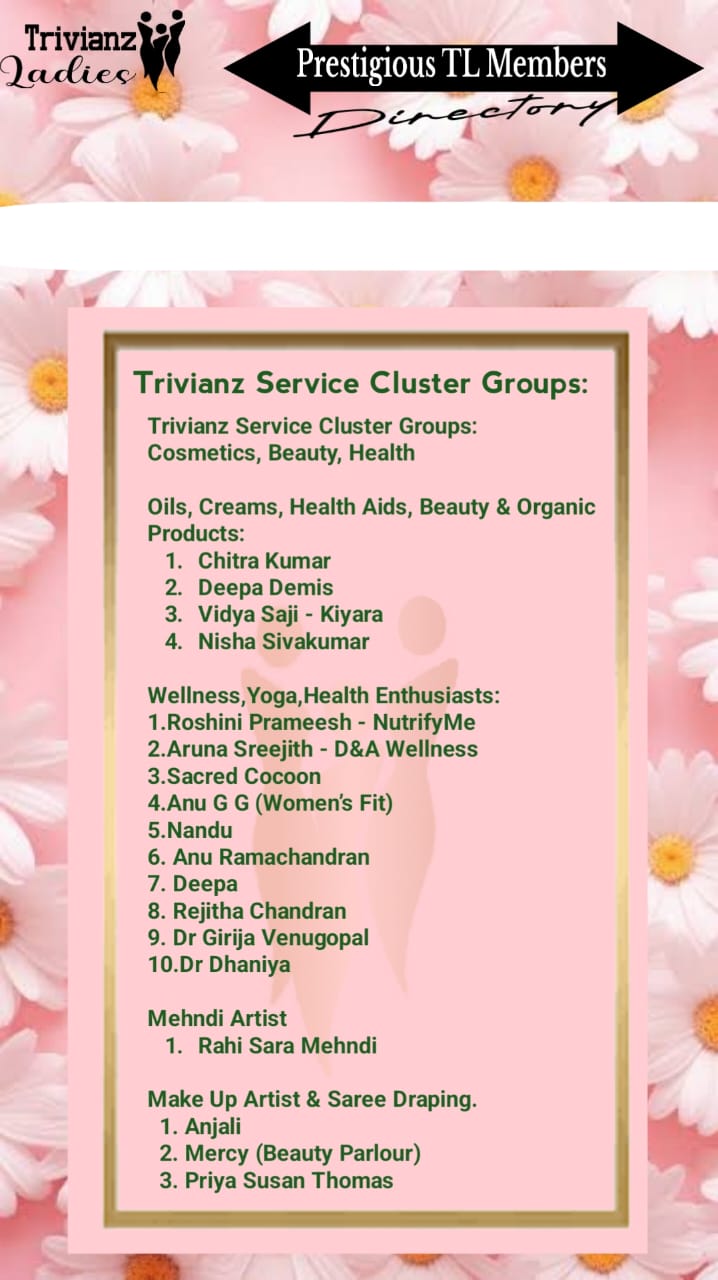 Trivianz
Ladies
Prestigious TL Members
Directory
Trivianz Service Cluster Groups:
Trivianz Service Cluster Groups:
Cosmetics, Beauty, Health
Oils, Creams, Health Aids, Beauty & Organic
Products:
1. Chitra Kumar
2. Deepa Demis
3. Vidya Saji - Kiyara
4. Nisha Sivakumar
Wellness,Yoga,Health Enthusiasts:
1.Roshini Prameesh - NutrifyMe
2.Aruna Sreejith - D&A Wellness
3.Sacred Cocoon
4.Anu G G (Women’s Fit)
5.Nandu
6. Anu Ramachandran
7. Deepa
8. Rejitha Chandran
9. Dr Girija Venugopal
10.Dr Dhaniya
Mehndi Artist
1. Rahi Sara Mehndi
Make Up Artist & Saree Draping.
1. Anjali
2. Mercy (Beauty Parlour)
3. Priya Susan Thomas